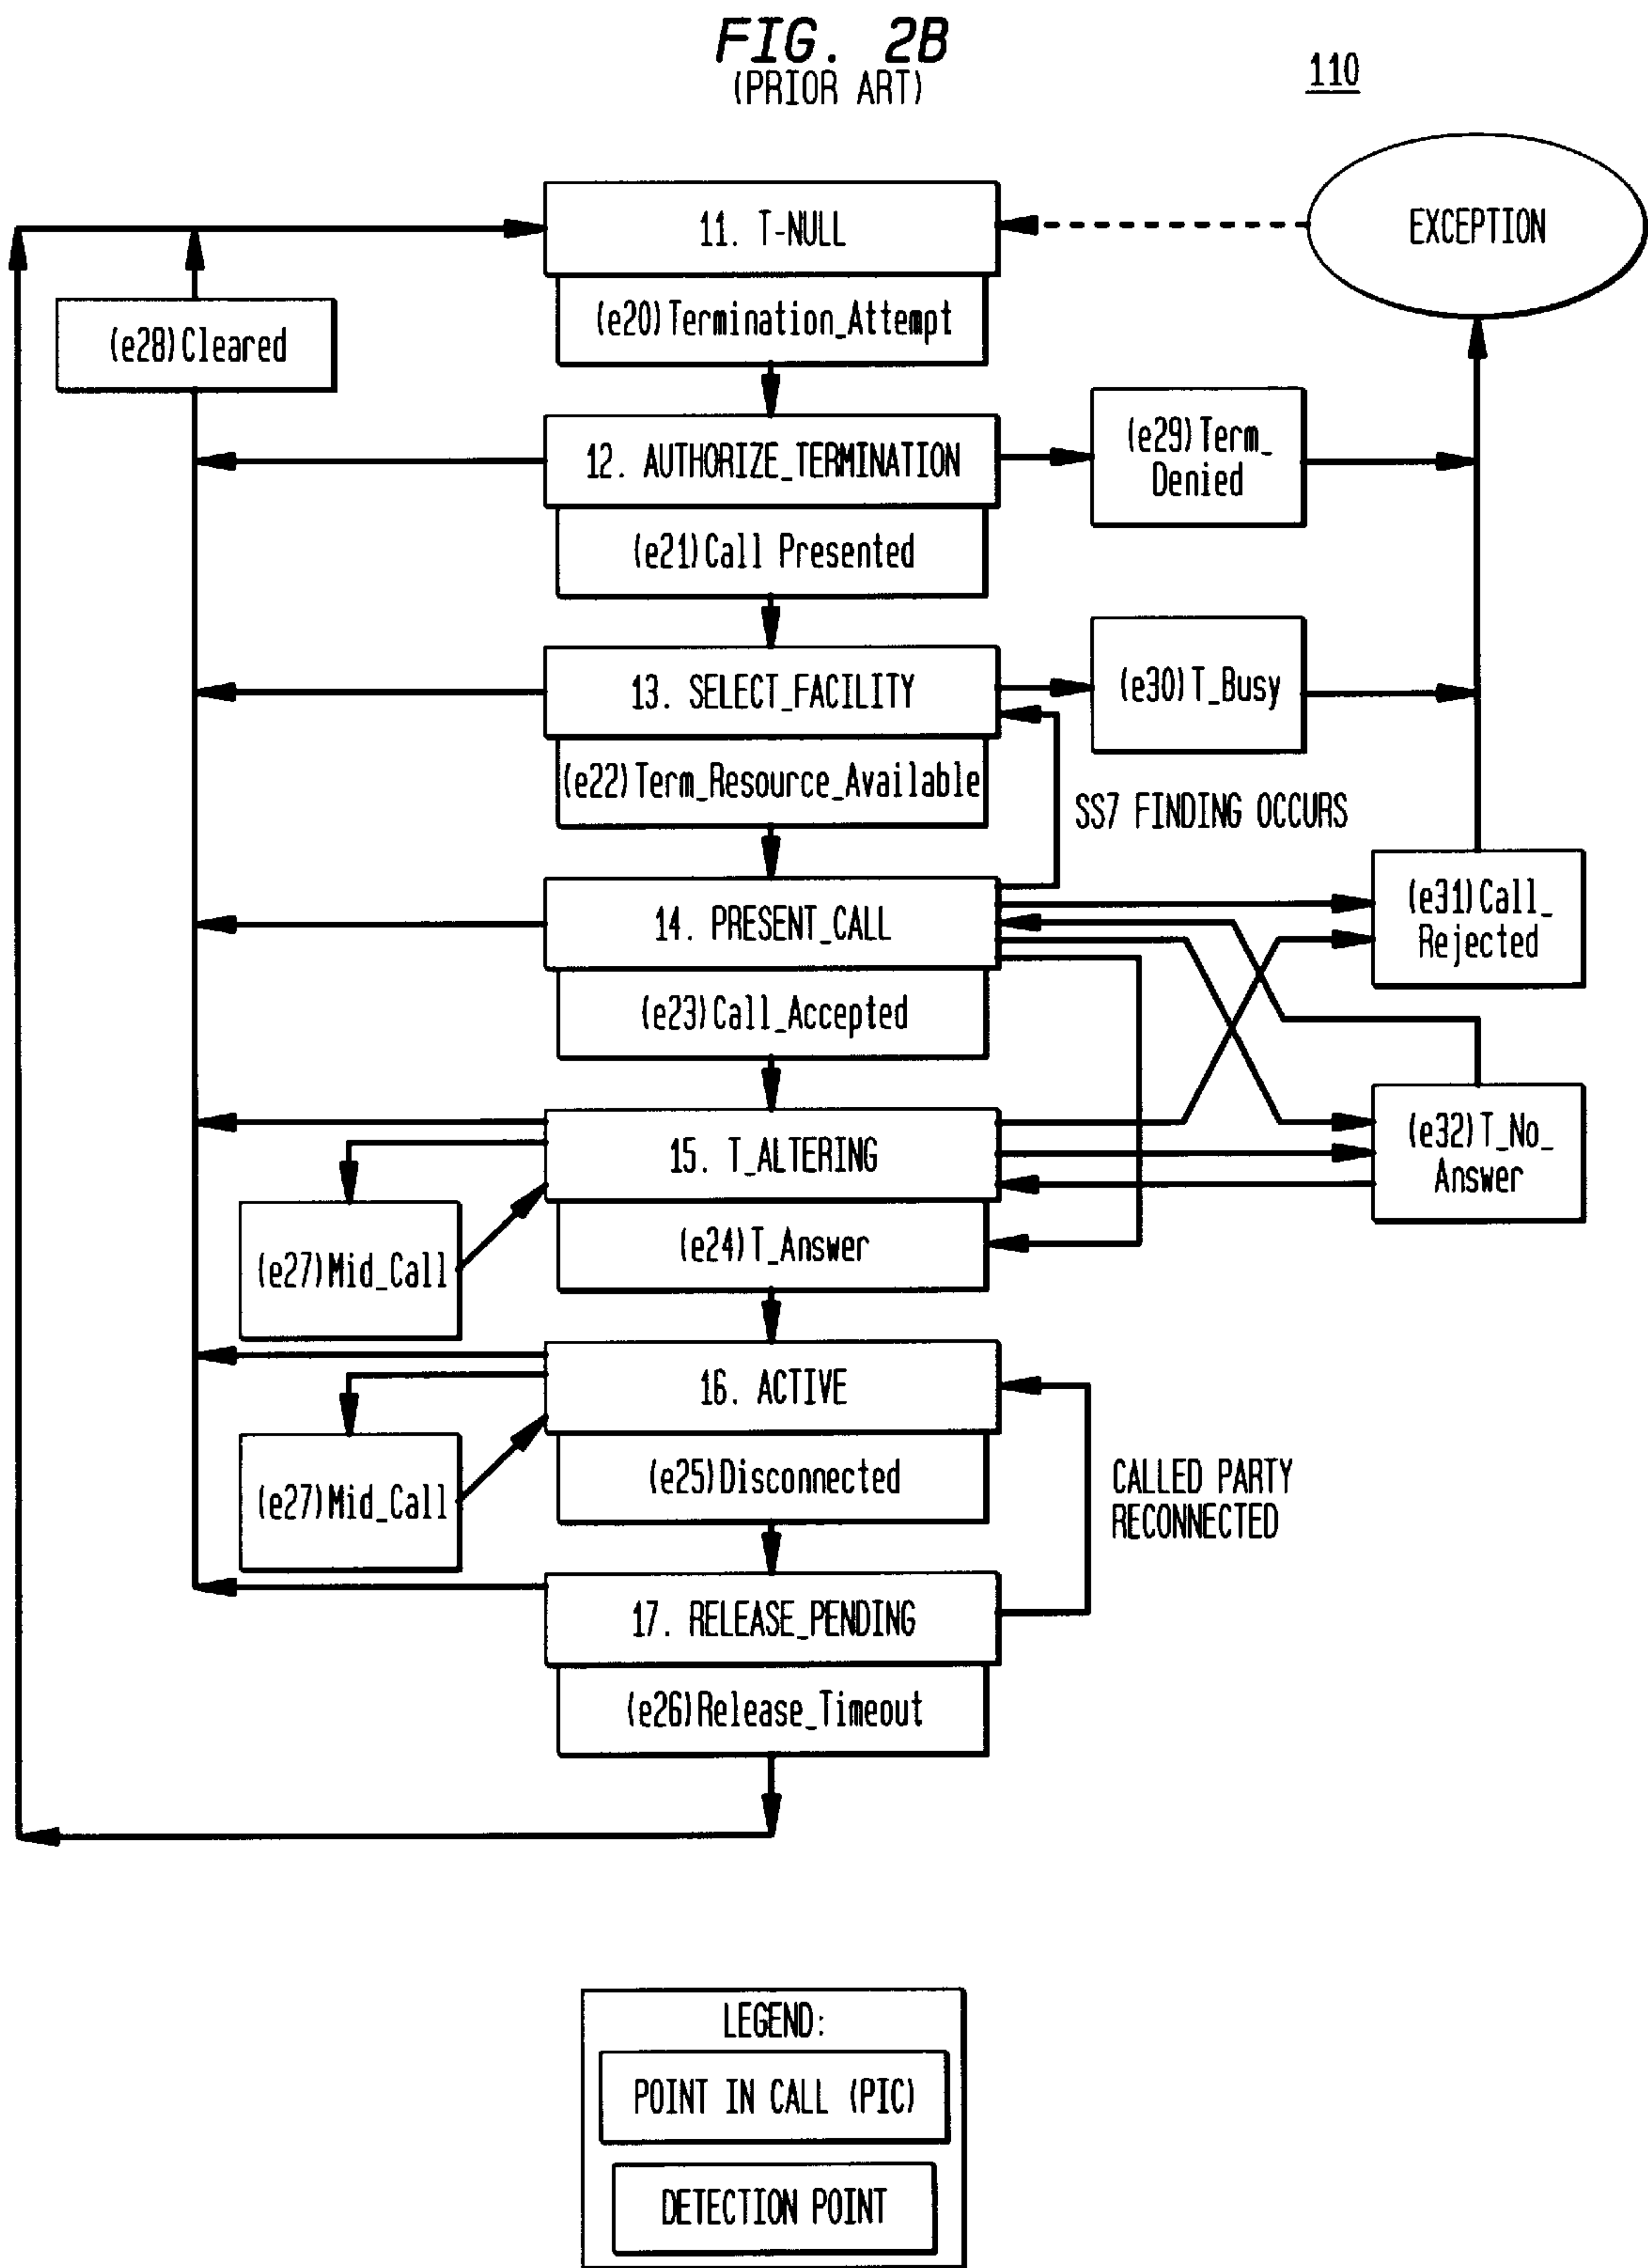 FIG. 2B
(PRIOR ART)
110
11. T-NULL
EXCEPTION
(e20)Termination_Attempt
(e28)Cleared
12. AUTHORIZE_TERMINATION
(e29)Term_
Denied
(e21)Call Presented
13. SELECT_FACILITY
(e30)T_Busy
(e22)Term_Resource_Available
SS7 FINDING OCCURS
14. PRESENT_CALL
(e31)Call_
Rejected
(e23)Call_Accepted
15. T_ALTERING
(e32)T_No_
Answer
(e24)T_Answer
(e27)Mid_Call
16. ACTIVE
(e25)Disconnected
(e27)Mid_Call
CALLED PARTY
RECONNECTED
17. RELEASE_PENDING
(e26)Release_Timeout
LEGEND:
POINT IN CALL (PIC)
DETECTION POINT